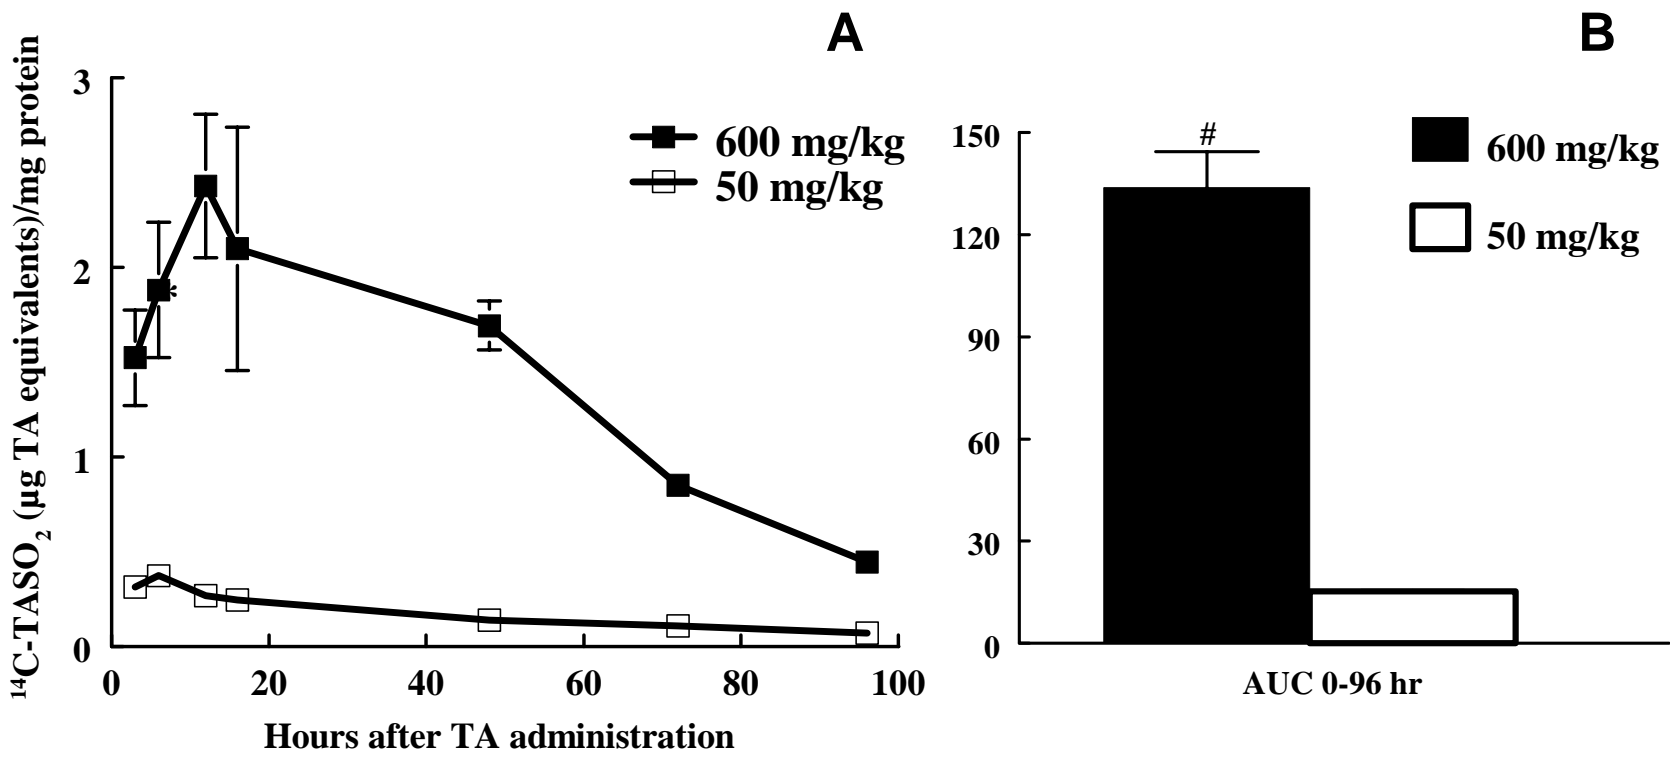 A
¹⁴C-TASO₂ (µg TA equivalents)/mg protein
3
2
1
0
600 mg/kg
50 mg/kg
*
0 20 40 60 80 100
Hours after TA administration
B
150
120
90
60
30
0
#
600 mg/kg
50 mg/kg
AUC 0-96 hr